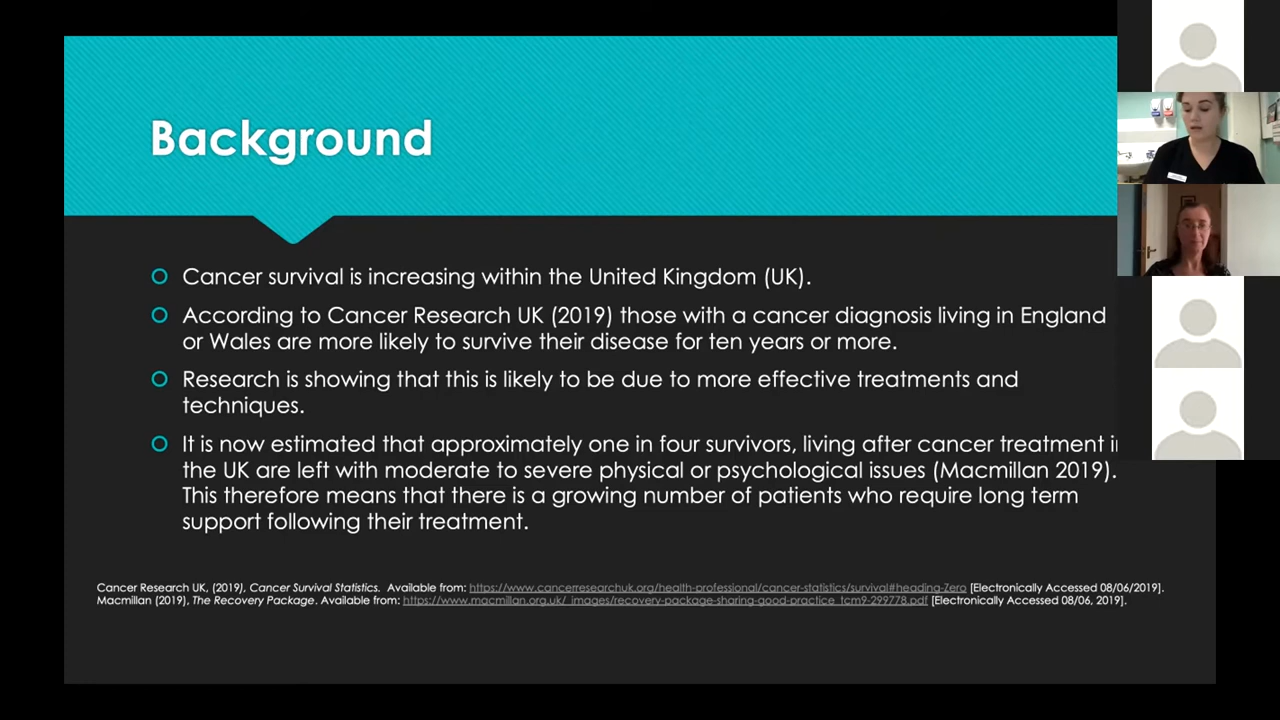 Background
Cancer survival is increasing within the United Kingdom (UK).
According to Cancer Research UK (2019) those with a cancer diagnosis living in England
or Wales are more likely to survive their disease for ten years or more.
Research is showing that this is likely to be due to more effective treatments and
techniques.
It is now estimated that approximately one in four survivors, living after cancer treatment in
the UK are left with moderate to severe physical or psychological issues (Macmillan 2019).
This therefore means that there is a growing number of patients who require long term
support following their treatment.
Cancer Research UK, (2019), Cancer Survival Statistics. Available from: https://www.cancerresearchuk.org/health-professional/cancer-statistics/survival#heading-Zero [Electronically Accessed 08/06/2019].
Macmillan (2019), The Recovery Package. Available from: https://www.macmillan.org.uk/_images/recovery-package-sharing-good-practice_tcm9-299778.pdf [Electronically Accessed 08/06, 2019].